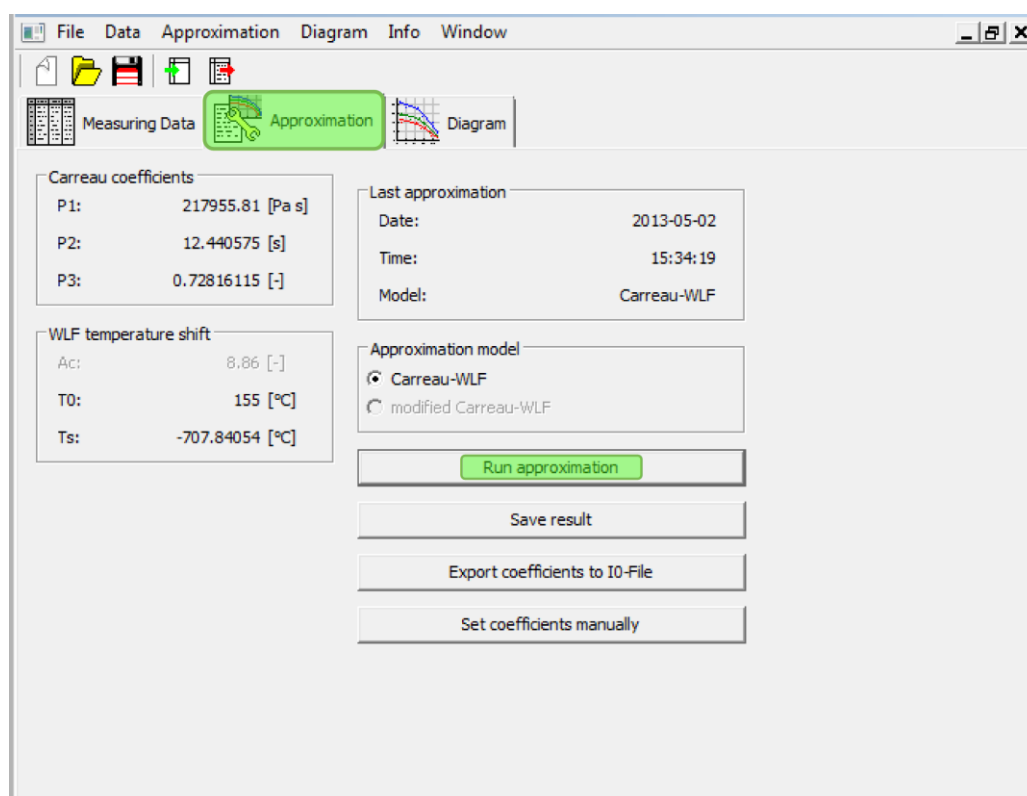 File Data Approximation Diagram Info Window
Measuring Data Approximation Diagram
Carreau coefficients
P1: 217955.81 [Pa s]
P2: 12.440575 [s]
P3: 0.72816115 [-]
WLF temperature shift
Ac: 8.86 [-]
T0: 155 [°C]
Ts: -707.84054 [°C]
Last approximation
Date: 2013-05-02
Time: 15:34:19
Model: Carreau-WLF
Approximation model
Carreau-WLF
modified Carreau-WLF
Run approximation
Save result
Export coefficients to I0-File
Set coefficients manually